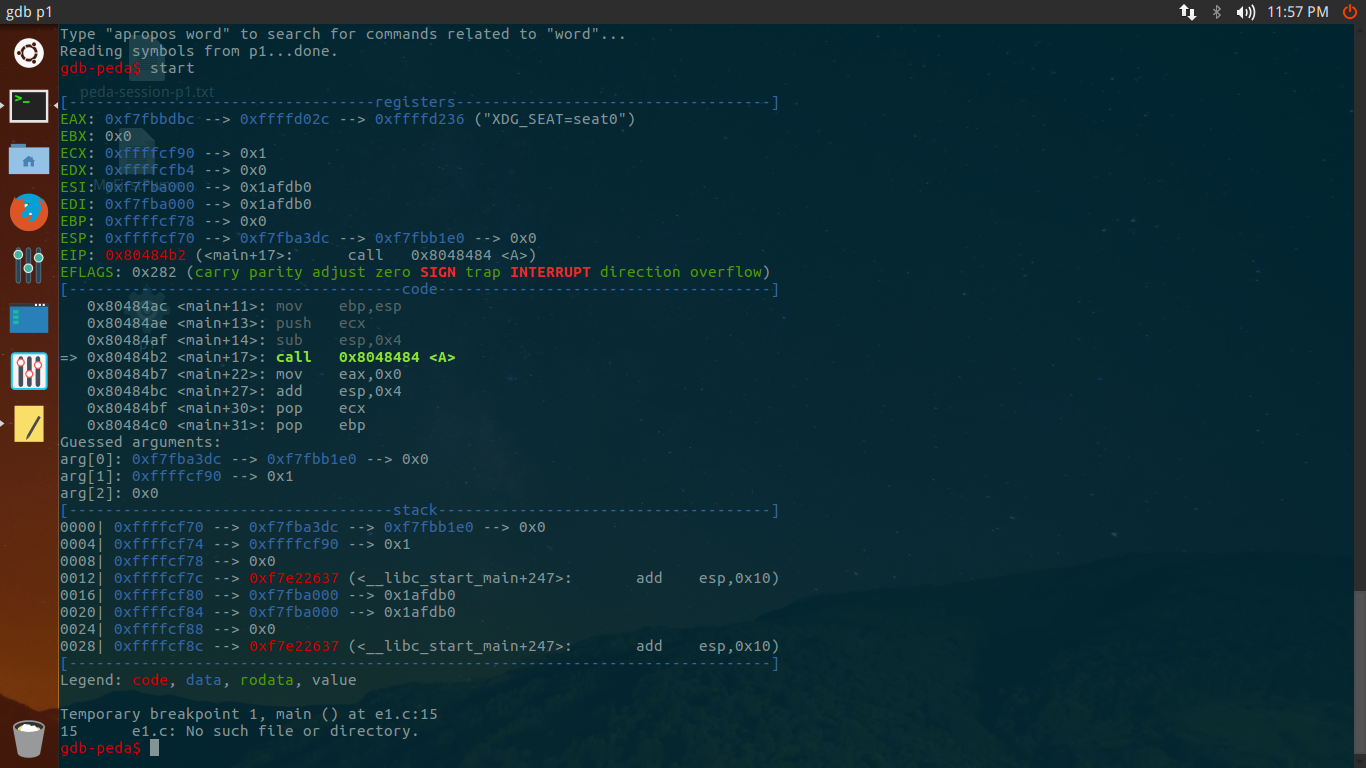 gdb p1
11:57 PM
Type "apropos word" to search for commands related to "word"...
Reading symbols from p1...done.
gdb-peda$ start
peda-session-p1.txt
[----------------------------------registers-----------------------------------]
EAX: 0xf7fbbdbc --> 0xffffd02c --> 0xffffd236 ("XDG_SEAT=seat0")
EBX: 0x0
ECX: 0xffffcf90 --> 0x1
EDX: 0xffffcfb4 --> 0x0
ESI: 0xf7fba000 --> 0x1afdb0
EDI: 0xf7fba000 --> 0x1afdb0
EBP: 0xffffcf78 --> 0x0
ESP: 0xffffcf70 --> 0xf7fba3dc --> 0xf7fbb1e0 --> 0x0
EIP: 0x80484b2 (<main+17>:      call   0x8048484 <A>)
EFLAGS: 0x282 (carry parity adjust zero SIGN trap INTERRUPT direction overflow)
[-------------------------------------code-------------------------------------]
   0x80484ac <main+11>: mov    ebp,esp
   0x80484ae <main+13>: push   ecx
   0x80484af <main+14>: sub    esp,0x4
=> 0x80484b2 <main+17>: call   0x8048484 <A>
   0x80484b7 <main+22>: mov    eax,0x0
   0x80484bc <main+27>: add    esp,0x4
   0x80484bf <main+30>: pop    ecx
   0x80484c0 <main+31>: pop    ebp
Guessed arguments:
arg[0]: 0xf7fba3dc --> 0xf7fbb1e0 --> 0x0
arg[1]: 0xffffcf90 --> 0x1
arg[2]: 0x0
[------------------------------------stack-------------------------------------]
0000| 0xffffcf70 --> 0xf7fba3dc --> 0xf7fbb1e0 --> 0x0
0004| 0xffffcf74 --> 0xffffcf90 --> 0x1
0008| 0xffffcf78 --> 0x0
0012| 0xffffcf7c --> 0xf7e22637 (<__libc_start_main+247>:       add    esp,0x10)
0016| 0xffffcf80 --> 0xf7fba000 --> 0x1afdb0
0020| 0xffffcf84 --> 0xf7fba000 --> 0x1afdb0
0024| 0xffffcf88 --> 0x0
0028| 0xffffcf8c --> 0xf7e22637 (<__libc_start_main+247>:       add    esp,0x10)
[------------------------------------------------------------------------------]
Legend: code, data, rodata, value
Temporary breakpoint 1, main () at e1.c:15
15      e1.c: No such file or directory.
gdb-peda$